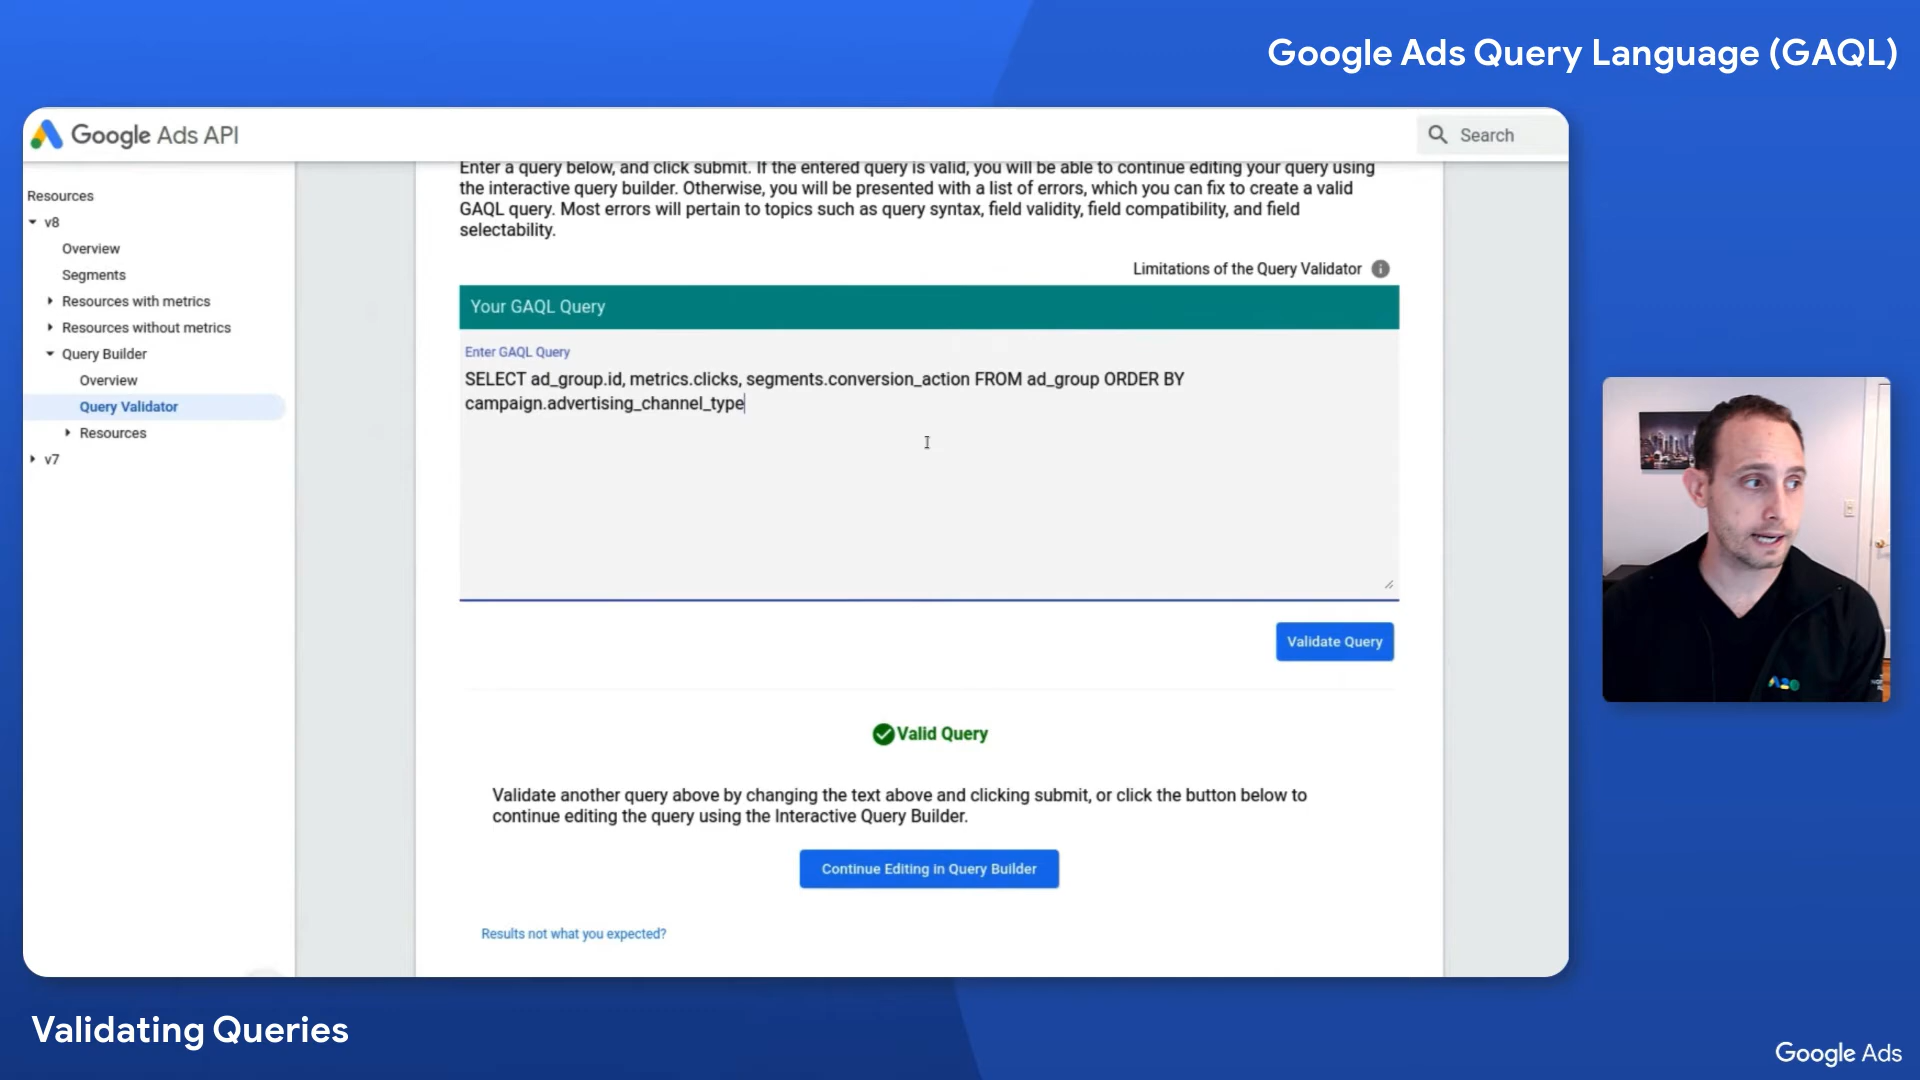 Google Ads Query Language (GAQL)
Google Ads API
Search
Resources
v8
Overview
Segments
Resources with metrics
Resources without metrics
Query Builder
Overview
Query Validator
Resources
v7
Enter a query below, and click submit. If the entered query is valid, you will be able to continue editing your query using
the interactive query builder. Otherwise, you will be presented with a list of errors, which you can fix to create a valid
GAQL query. Most errors will pertain to topics such as query syntax, field validity, field compatibility, and field
selectability.
Limitations of the Query Validator
Your GAQL Query
Enter GAQL Query
SELECT ad_group.id, metrics.clicks, segments.conversion_action FROM ad_group ORDER BY
campaign.advertising_channel_type
Validate Query
Valid Query
Validate another query above by changing the text above and clicking submit, or click the button below to
continue editing the query using the Interactive Query Builder.
Continue Editing in Query Builder
Results not what you expected?
Validating Queries
Google Ads